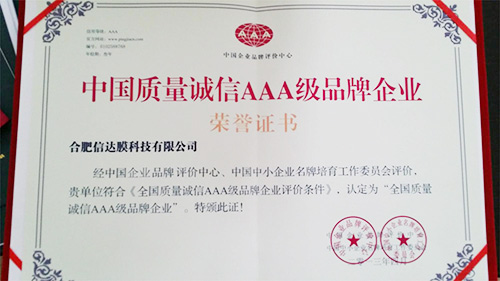 AAA
中国企业品牌评价中心
中国质量诚信AAA级品牌企业
荣誉证书
合肥信达膜科技有限公司
经中国企业品牌评价中心、中国中小企业名牌培育工作委员会评价,
贵单位符合《全国质量诚信AAA级品牌企业评价条件》,认定为“全国质量
诚信AAA级品牌企业”。特颁此证!